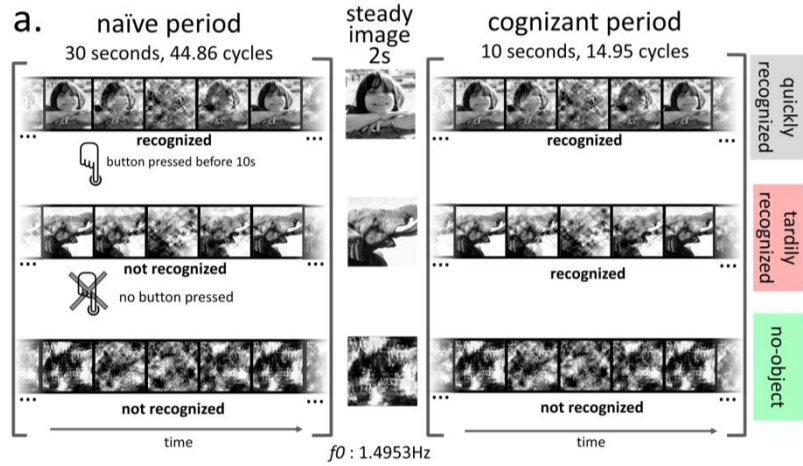 a.
naïve period
30 seconds, 44.86 cycles
steady
image
2s
cognizant period
10 seconds, 14.95 cycles
...
recognized
...
button pressed before 10s
...
recognized
...
quickly
recognized
...
not recognized
...
no button pressed
...
recognized
...
tardily
recognized
...
not recognized
...
time
...
not recognized
...
time
no-object
f0 : 1.4953Hz